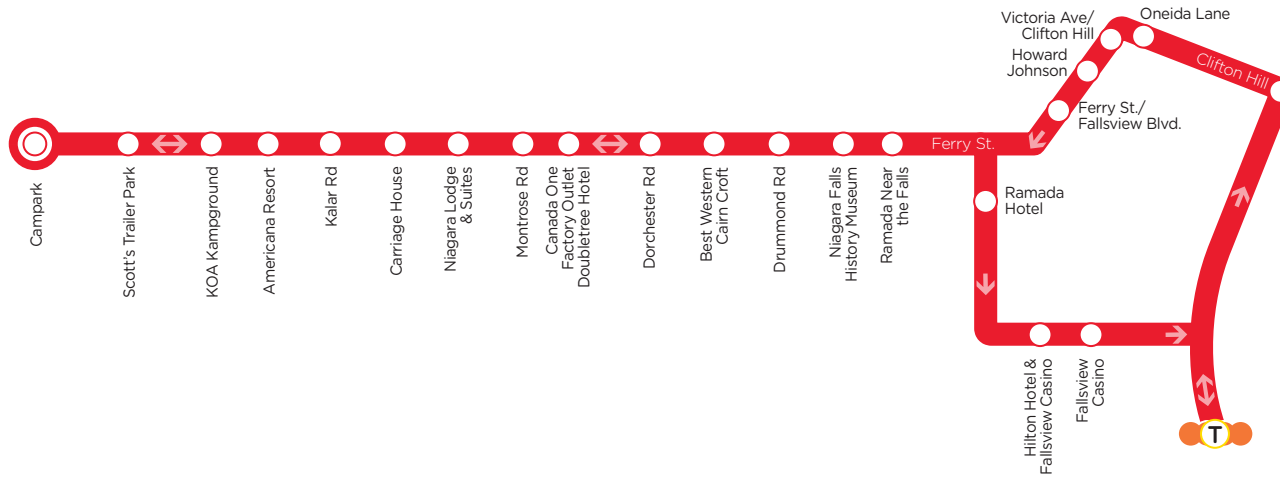 Campark
Scott's Trailer Park
KOA Kampground
Americana Resort
Kalar Rd
Carriage House
Niagara Lodge
& Suites
Montrose Rd
Canada One
Factory Outlet
Doubletree Hotel
Dorchester Rd
Best Western
Cairn Croft
Drummond Rd
Niagara Falls
History Museum
Ramada Near
the Falls
Ferry St.
Ramada
Hotel
Hilton Hotel &
Fallsview Casino
Fallsview
Casino
T
Clifton Hill
Oneida Lane
Victoria Ave/
Clifton Hill
Howard
Johnson
Ferry St./
Fallsview Blvd.